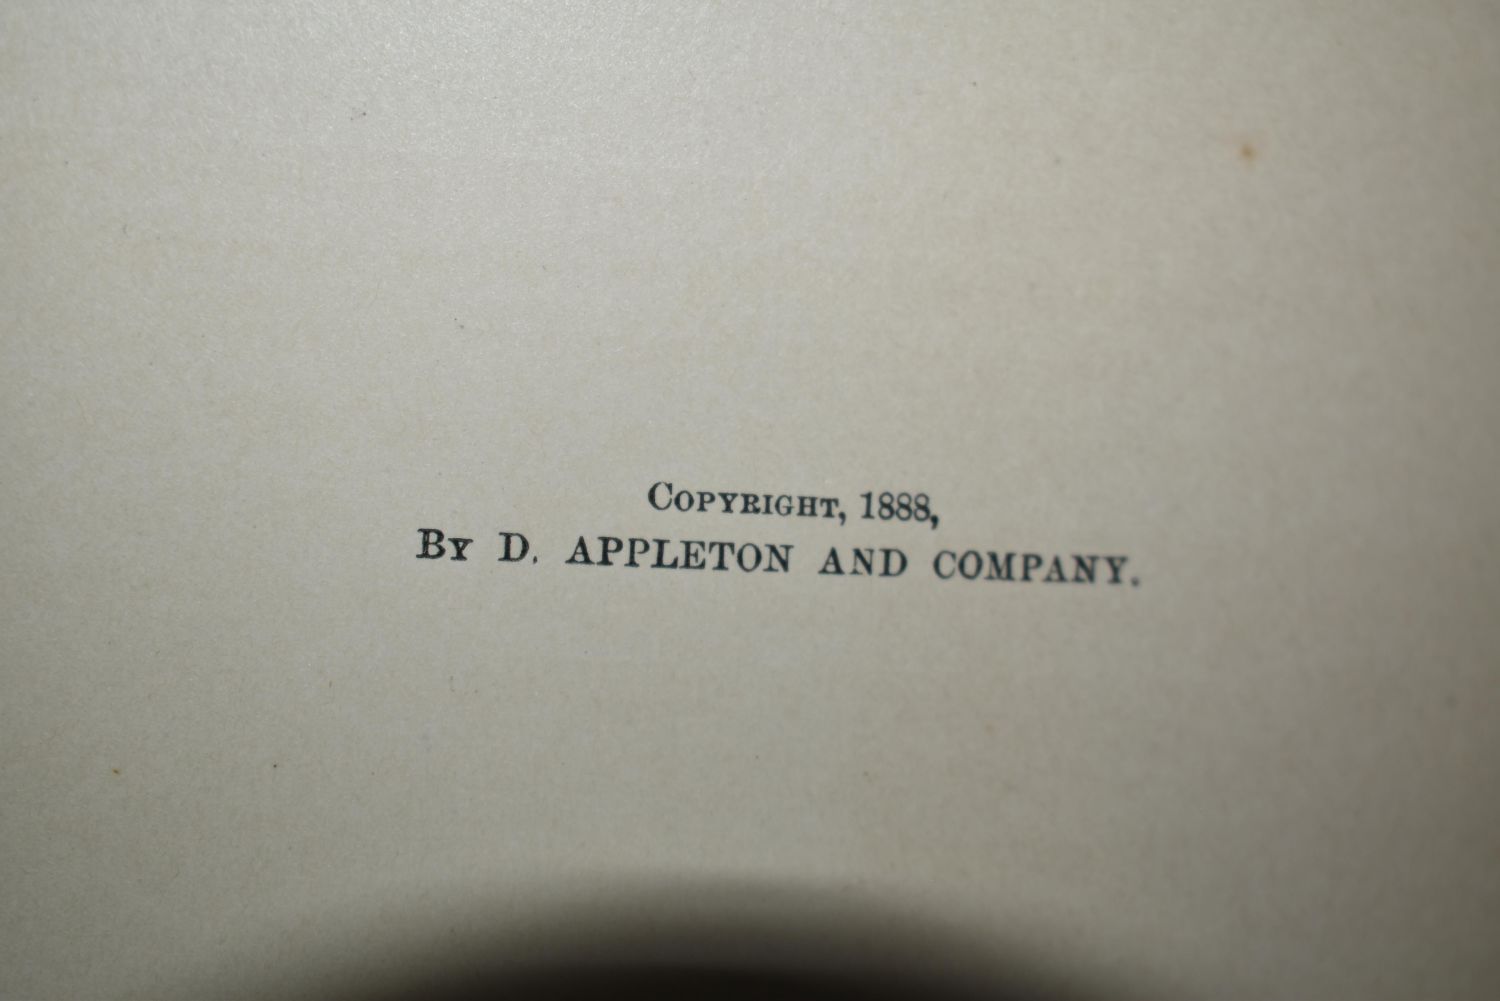 Copyright, 1888,
By D. APPLETON AND COMPANY.